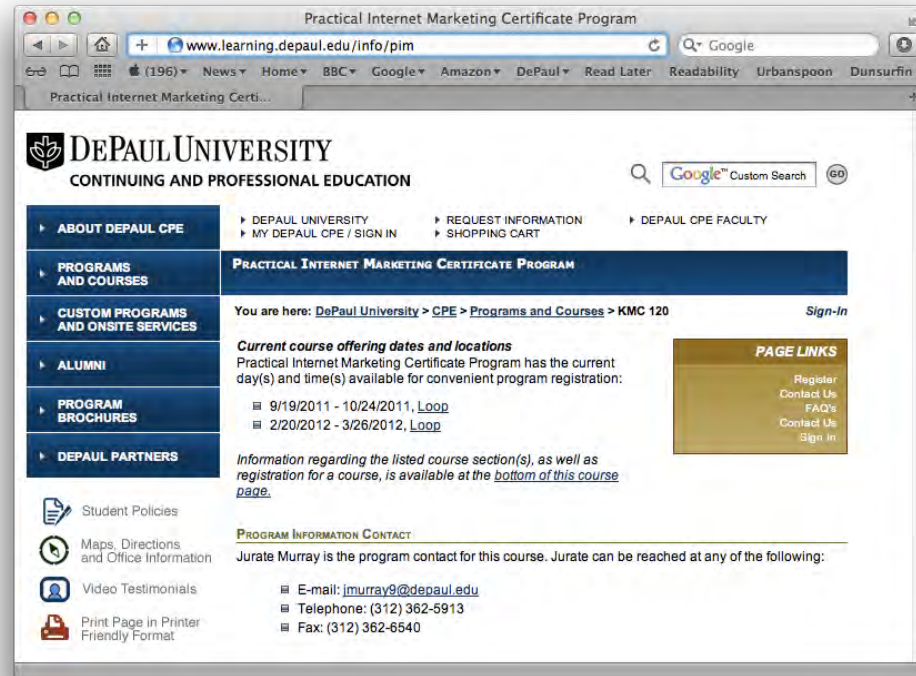 Practical Internet Marketing Certificate Program
www.learning.depaul.edu/info/pim
Google
(196) News Home BBC Google Amazon DePaul Read Later Readability Urbanspoon Dunsurfin
Practical Internet Marketing Certi...
DEPAUL UNIVERSITY
CONTINUING AND PROFESSIONAL EDUCATION
Google™ Custom Search GO
ABOUT DEPAUL CPE
PROGRAMS
AND COURSES
CUSTOM PROGRAMS
AND ONSITE SERVICES
ALUMNI
PROGRAM
BROCHURES
DEPAUL PARTNERS
Student Policies
Maps, Directions
and Office Information
Video Testimonials
Print Page in Printer
Friendly Format
DEPAUL UNIVERSITY REQUEST INFORMATION DEPAUL CPE FACULTY
MY DEPAUL CPE / SIGN IN SHOPPING CART
PRACTICAL INTERNET MARKETING CERTIFICATE PROGRAM
You are here: DePaul University > CPE > Programs and Courses > KMC 120 Sign-In
Current course offering dates and locations
Practical Internet Marketing Certificate Program has the current
day(s) and time(s) available for convenient program registration:
9/19/2011 - 10/24/2011, Loop
2/20/2012 - 3/26/2012, Loop
Information regarding the listed course section(s), as well as
registration for a course, is available at the bottom of this course
page.
PAGE LINKS
Register
Contact Us
FAQ's
Contact Us
Sign In
PROGRAM INFORMATION CONTACT
Jurate Murray is the program contact for this course. Jurate can be reached at any of the following:
E-mail: jmurray9@depaul.edu
Telephone: (312) 362-5913
Fax: (312) 362-6540